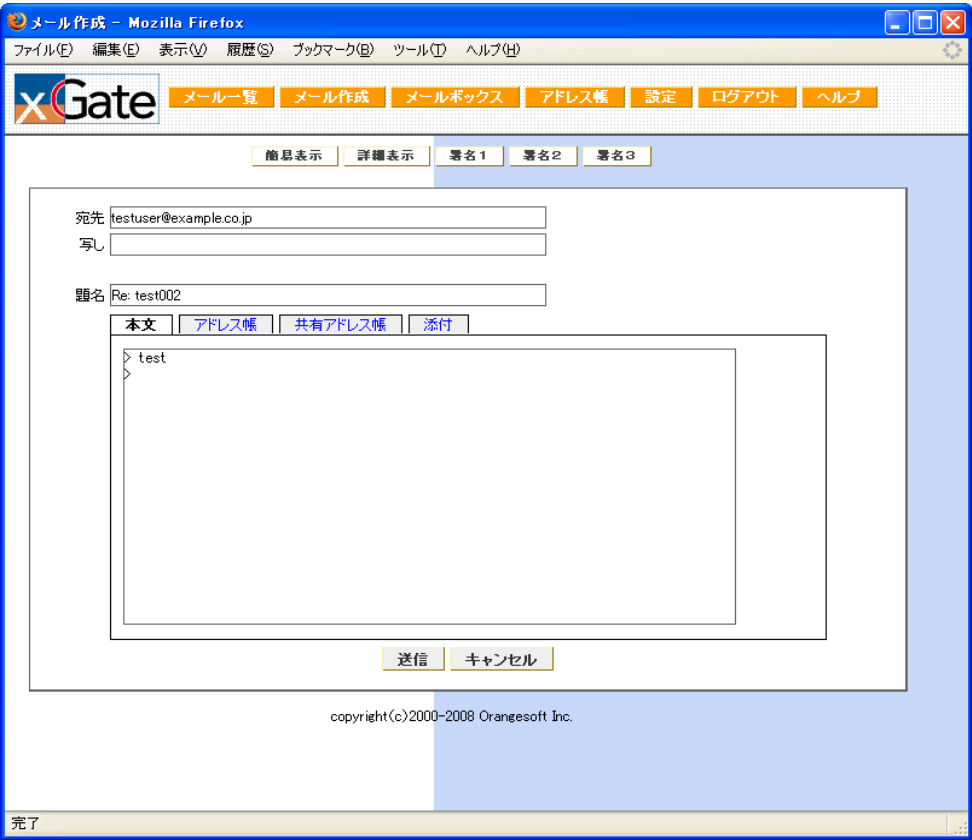 メール作成 - Mozilla Firefox
ファイル(F) 編集(E) 表示(V) 履歴(S) ブックマーク(B) ツール(T) ヘルプ(H)
xGate メール一覧 メール作成 メールボックス アドレス帳 設定 ログアウト ヘルプ
簡易表示 詳細表示 署名1 署名2 署名3
宛先 testuser@example.co.jp
写し
題名 Re: test002
本文 アドレス帳 共有アドレス帳 添付
> test
>
送信 キャンセル
copyright(c)2000-2008 Orangesoft Inc.
完了